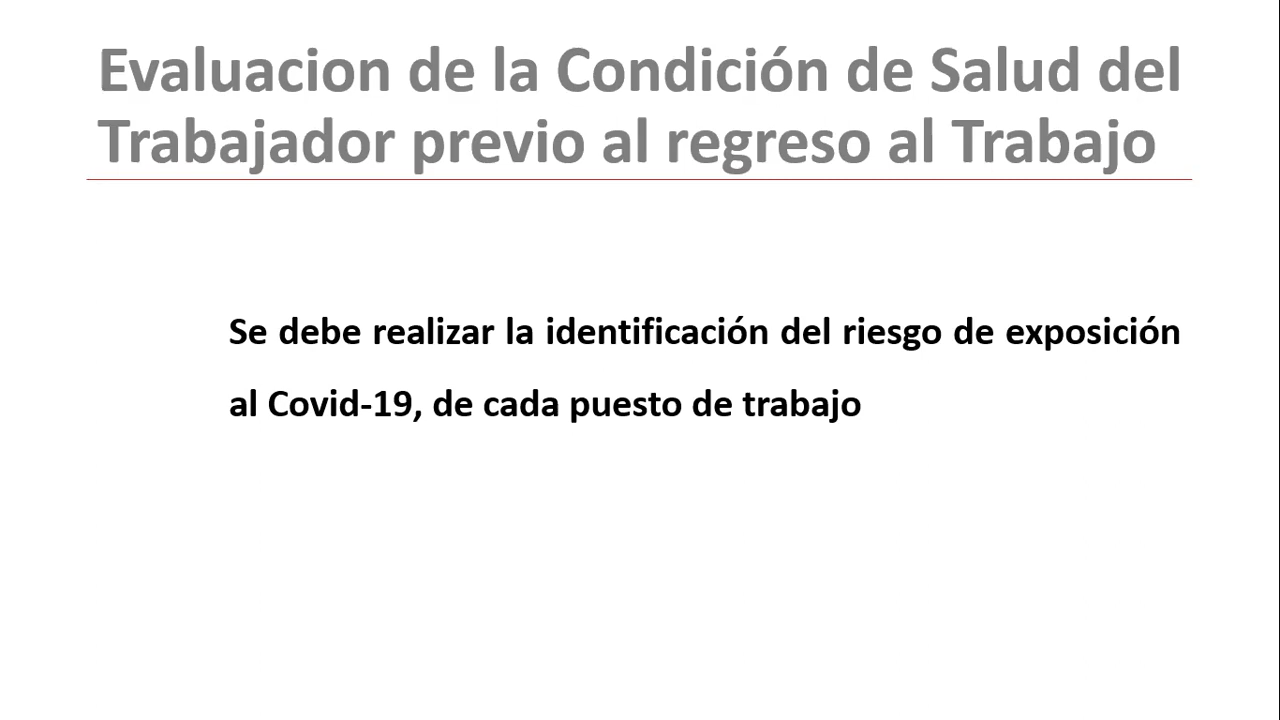 Evaluacion de la Condición de Salud del
Trabajador previo al regreso al Trabajo
Se debe realizar la identificación del riesgo de exposición
al Covid-19, de cada puesto de trabajo